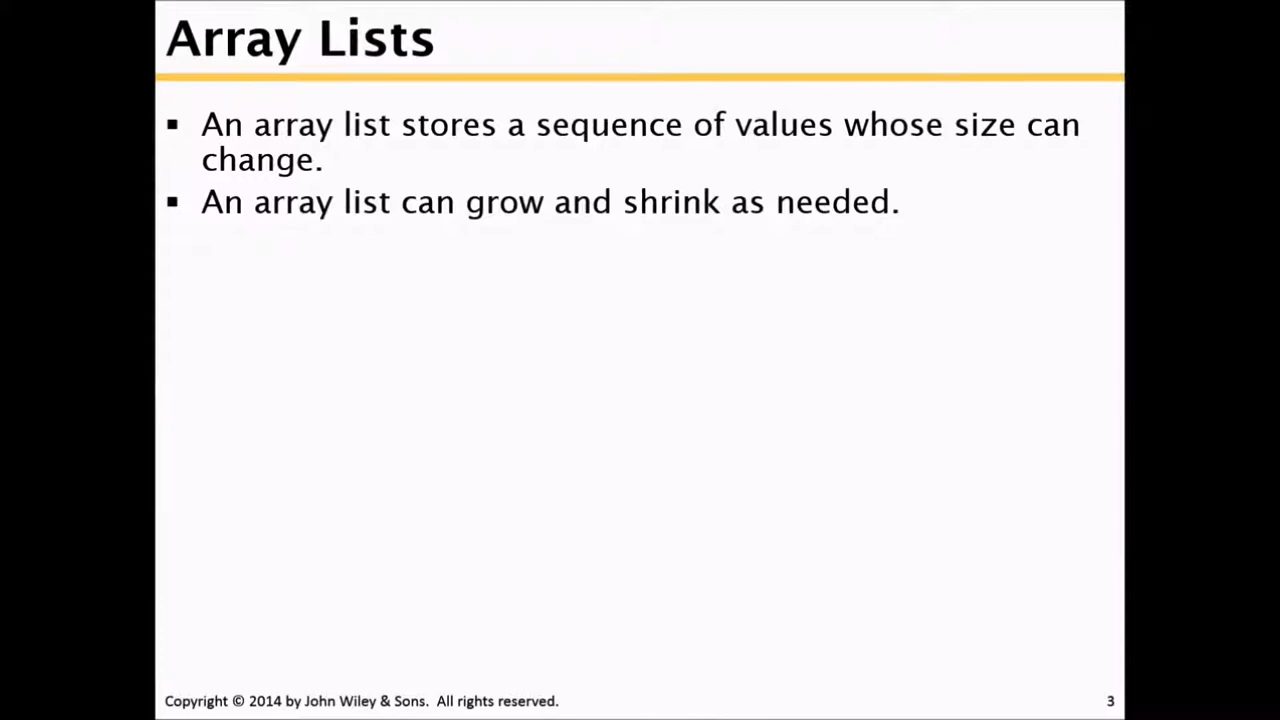 Array Lists
▪ An array list stores a sequence of values whose size can
change.
▪ An array list can grow and shrink as needed.
Copyright © 2014 by John Wiley & Sons. All rights reserved.
3